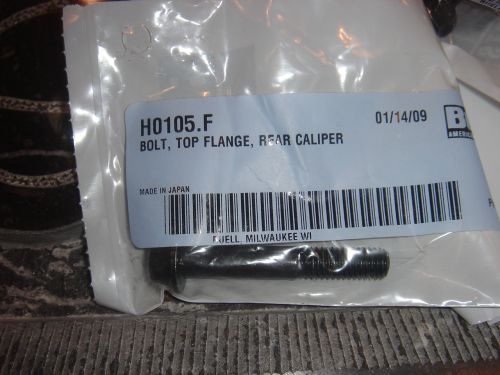 H0105.F 01/14/09
BOLT, TOP FLANGE, REAR CALIPER
MADE IN JAPAN
BUELL, MILWAUKEE WI